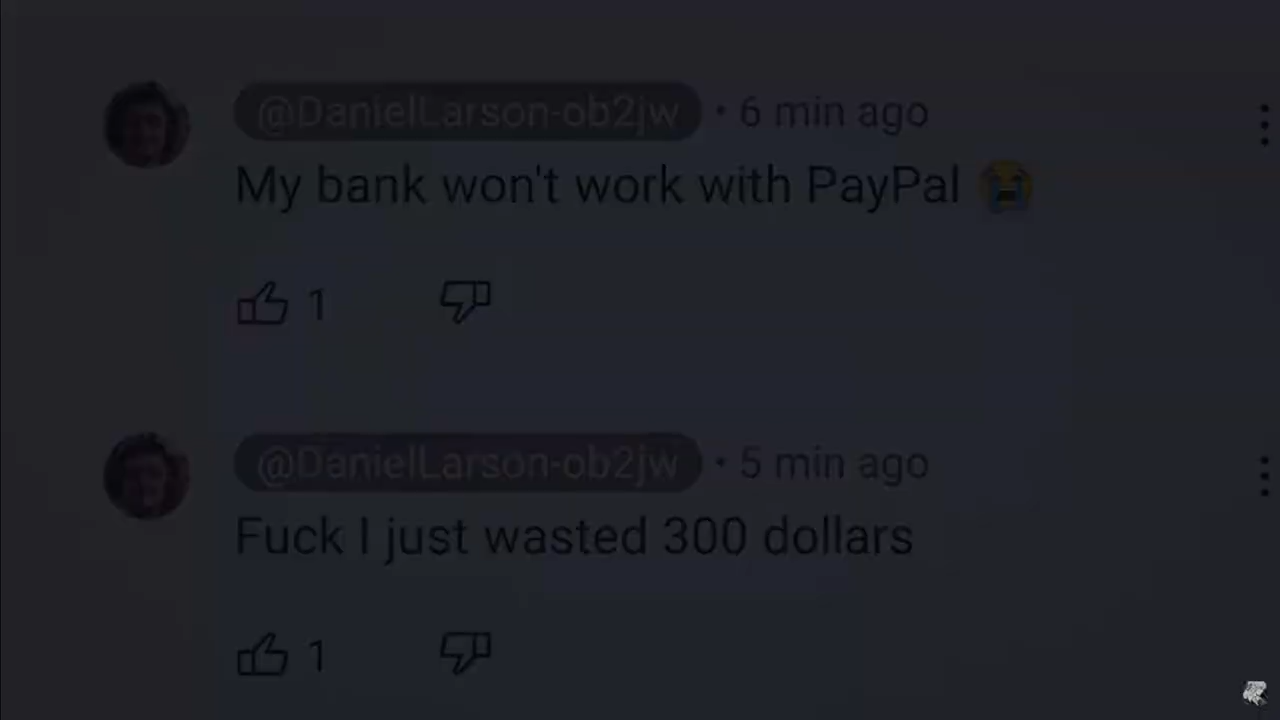 @DanielLarson-ob2jw • 6 min ago
My bank won't work with PayPal 😭
1
@DanielLarson-ob2jw • 5 min ago
Fuck I just wasted 300 dollars
1